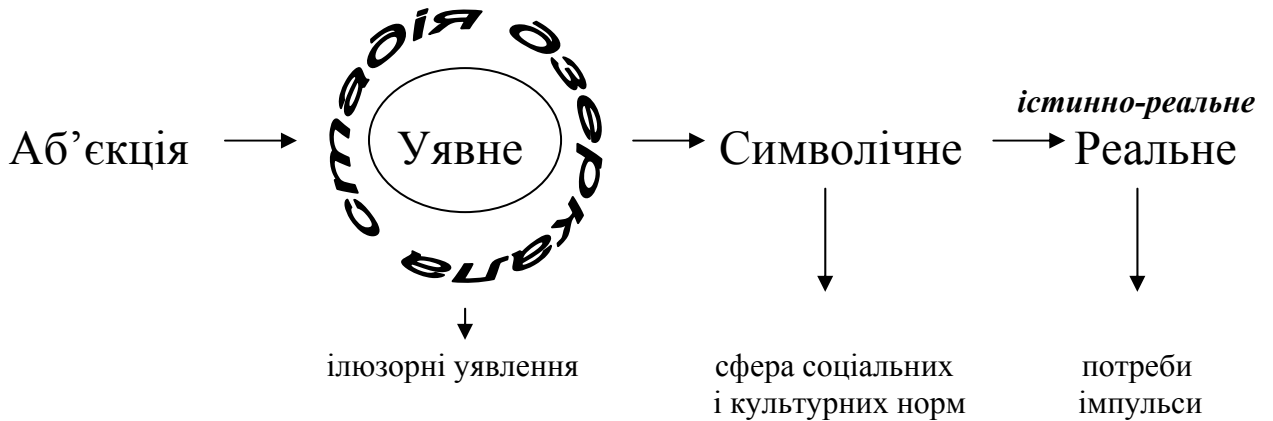 стадія дзеркала
істинно-реальне
Аб’єкція
Уявне
Символічне
Реальне
ілюзорні уявлення
сфера соціальних
і культурних норм
потреби
імпульси